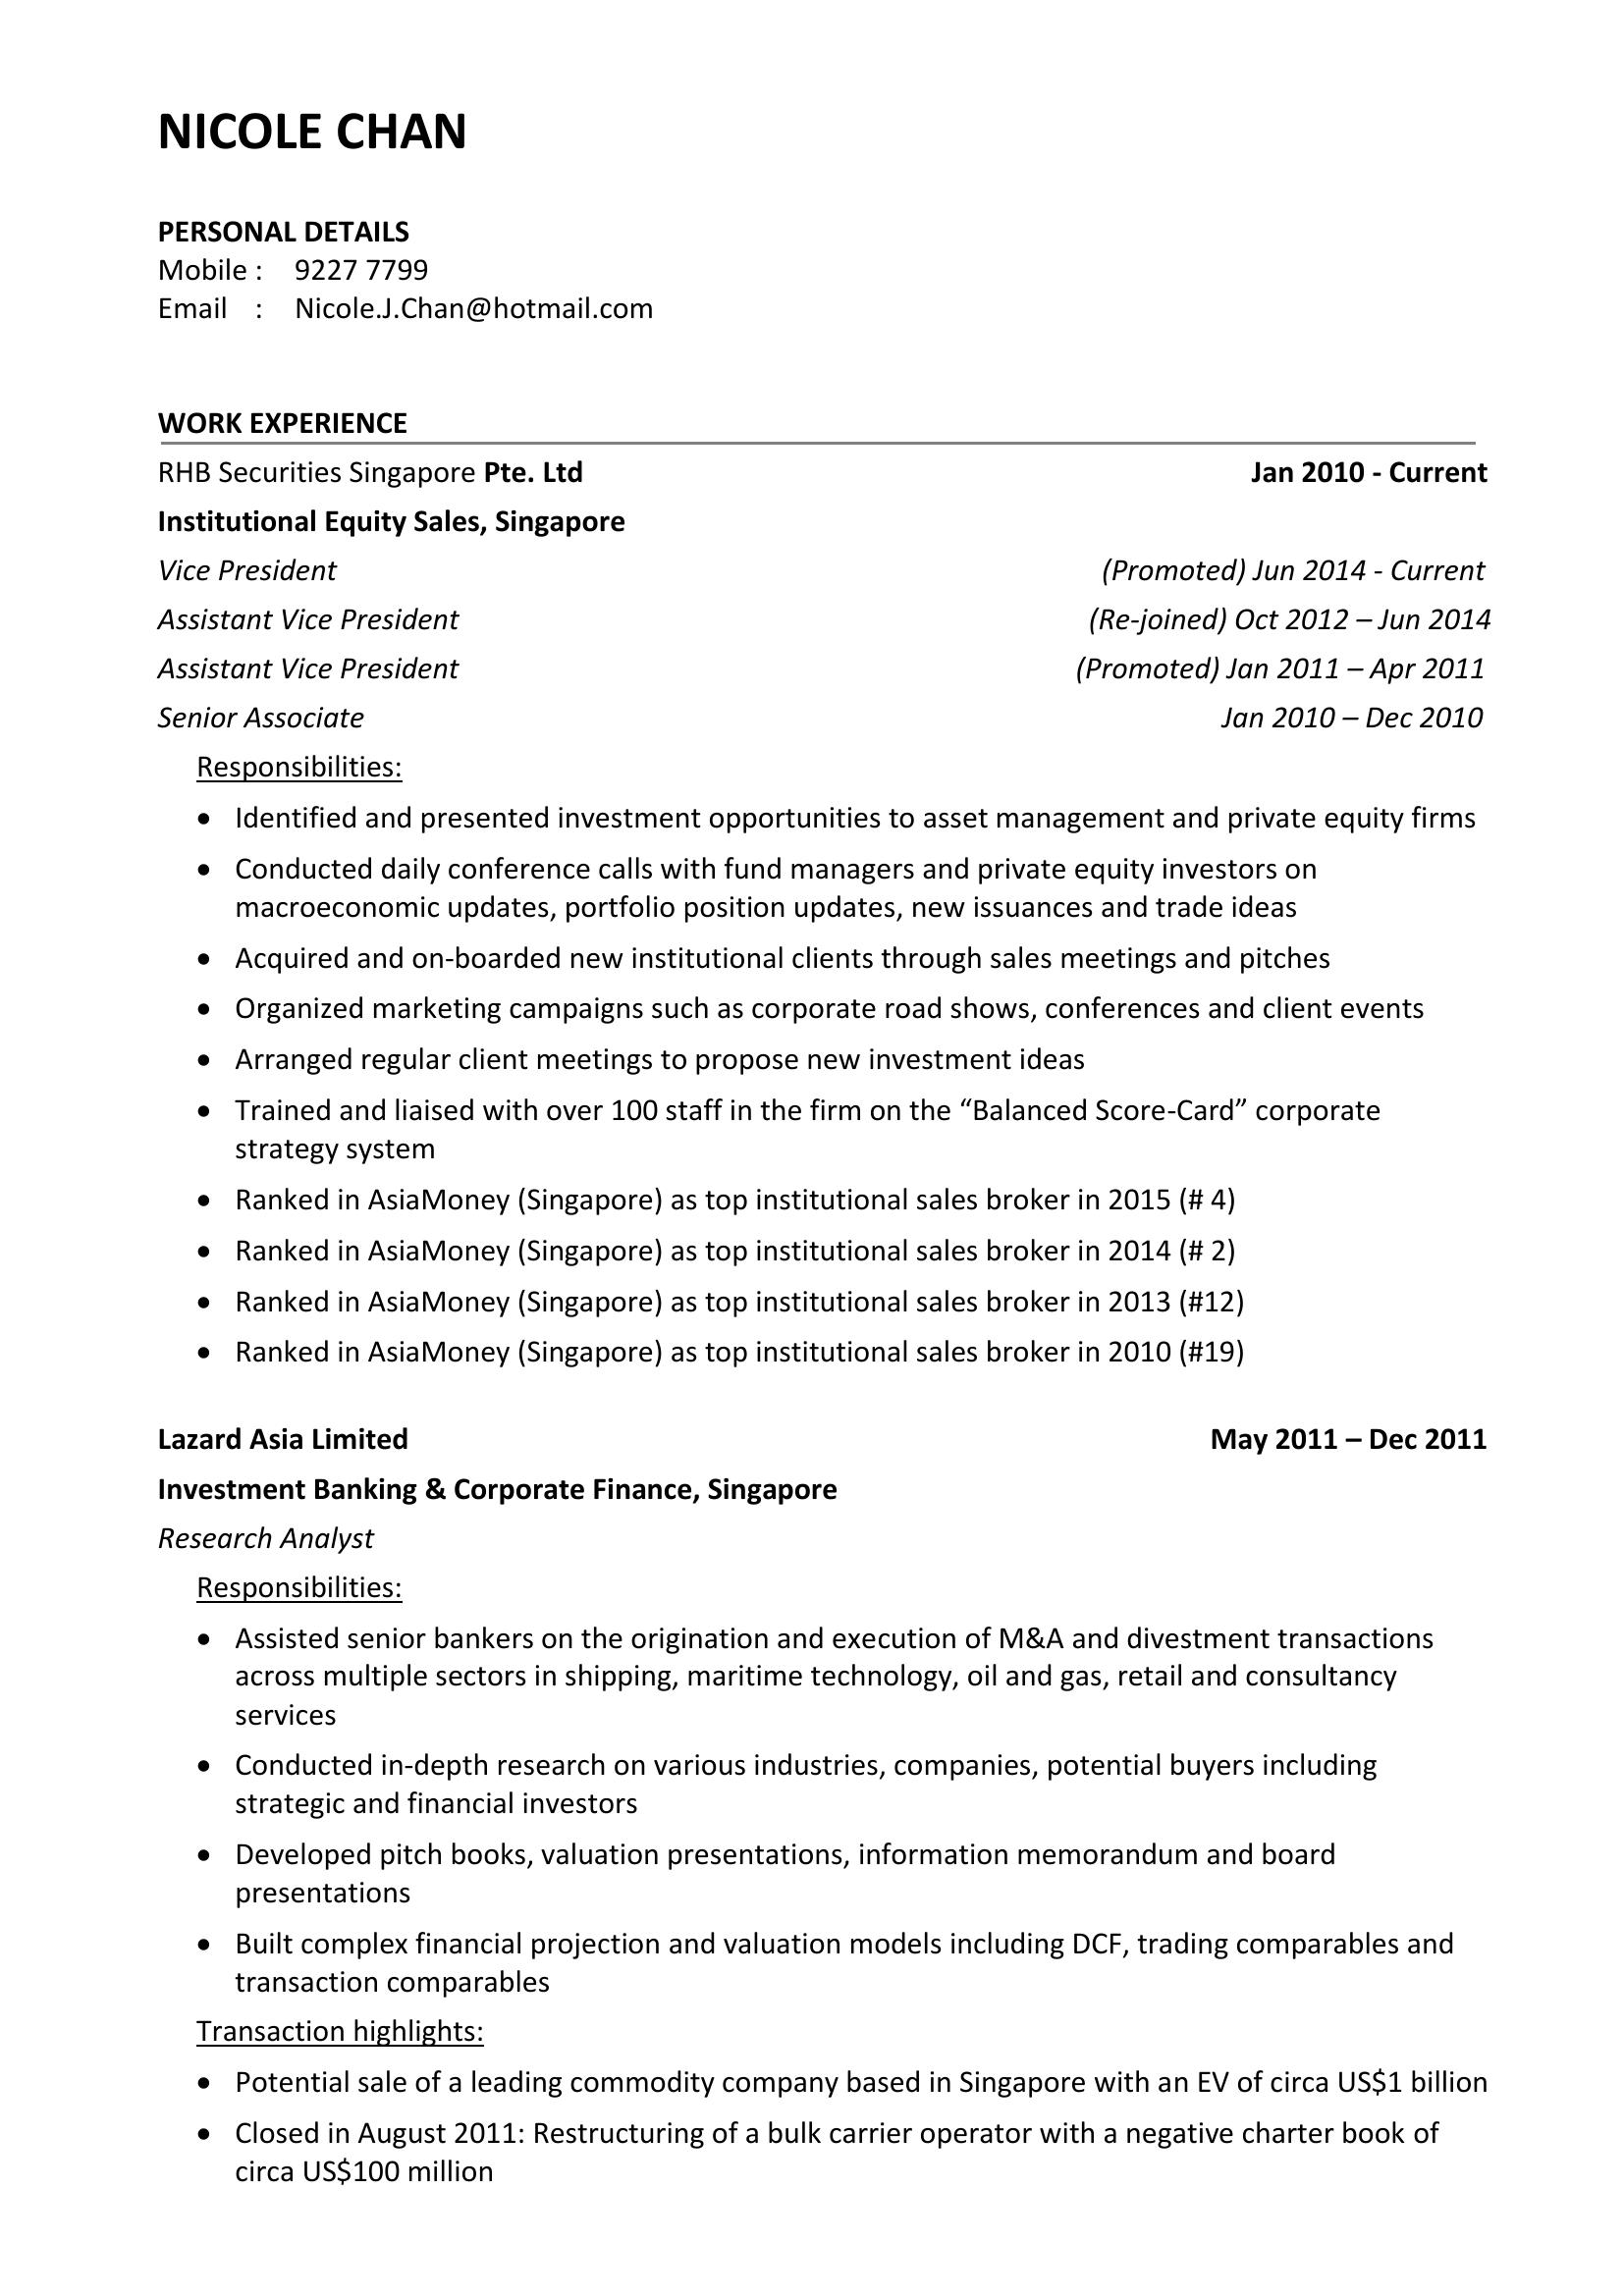 NICOLE CHAN
PERSONAL DETAILS
Mobile : 9227 7799
Email : Nicole.J.Chan@hotmail.com
WORK EXPERIENCE
RHB Securities Singapore Pte. Ltd Jan 2010 - Current
Institutional Equity Sales, Singapore
Vice President (Promoted) Jun 2014 - Current
Assistant Vice President (Re-joined) Oct 2012 – Jun 2014
Assistant Vice President (Promoted) Jan 2011 – Apr 2011
Senior Associate Jan 2010 – Dec 2010
Responsibilities:
• Identified and presented investment opportunities to asset management and private equity firms
• Conducted daily conference calls with fund managers and private equity investors on
macroeconomic updates, portfolio position updates, new issuances and trade ideas
• Acquired and on-boarded new institutional clients through sales meetings and pitches
• Organized marketing campaigns such as corporate road shows, conferences and client events
• Arranged regular client meetings to propose new investment ideas
• Trained and liaised with over 100 staff in the firm on the “Balanced Score-Card” corporate
strategy system
• Ranked in AsiaMoney (Singapore) as top institutional sales broker in 2015 (# 4)
• Ranked in AsiaMoney (Singapore) as top institutional sales broker in 2014 (# 2)
• Ranked in AsiaMoney (Singapore) as top institutional sales broker in 2013 (#12)
• Ranked in AsiaMoney (Singapore) as top institutional sales broker in 2010 (#19)
Lazard Asia Limited May 2011 – Dec 2011
Investment Banking & Corporate Finance, Singapore
Research Analyst
Responsibilities:
• Assisted senior bankers on the origination and execution of M&A and divestment transactions
across multiple sectors in shipping, maritime technology, oil and gas, retail and consultancy
services
• Conducted in-depth research on various industries, companies, potential buyers including
strategic and financial investors
• Developed pitch books, valuation presentations, information memorandum and board
presentations
• Built complex financial projection and valuation models including DCF, trading comparables and
transaction comparables
Transaction highlights:
• Potential sale of a leading commodity company based in Singapore with an EV of circa US$1 billion
• Closed in August 2011: Restructuring of a bulk carrier operator with a negative charter book of
circa US$100 million